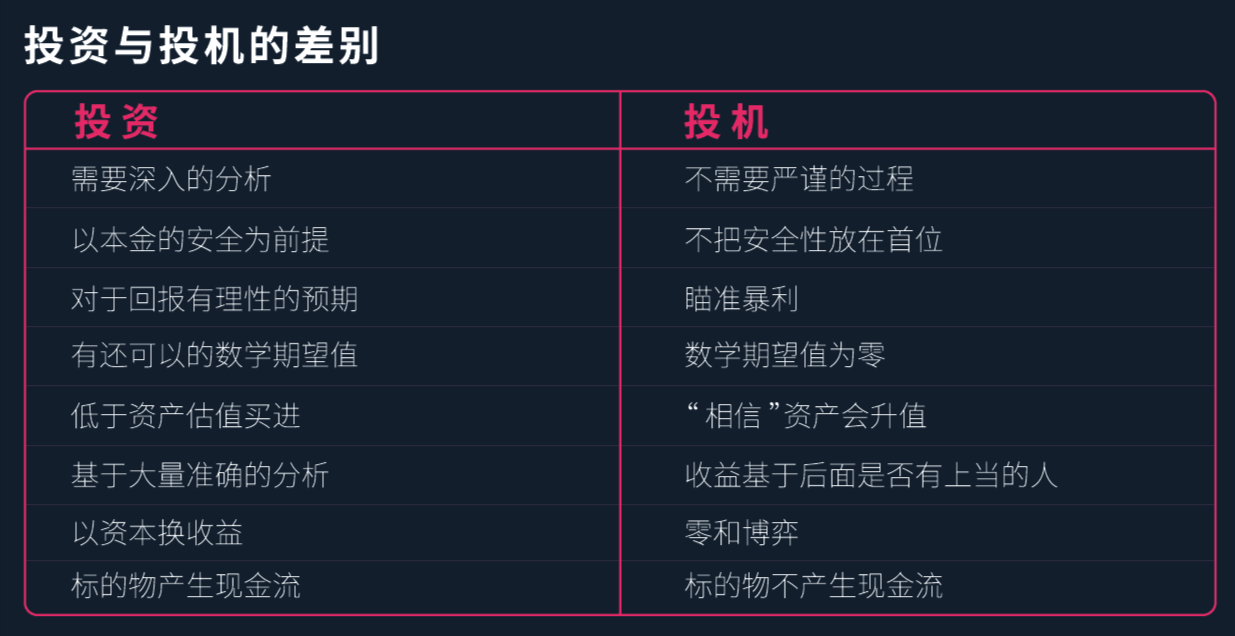 投资与投机的差别
投资 投机
需要深入的分析 不需要严谨的过程
以本金的安全为前提 不把安全性放在首位
对于回报有理性的预期 瞄准暴利
有还可以的数学期望值 数学期望值为零
低于资产估值买进 “相信”资产会升值
基于大量准确的分析 收益基于后面是否有上当的人
以资本换收益 零和博弈
标的物产生现金流 标的物不产生现金流